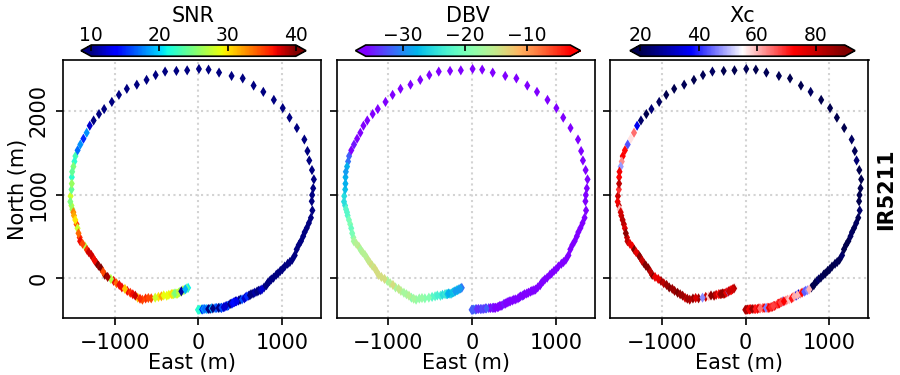 SNR DBV Xc
10 20 30 40 −30 −20 −10 20 40 60 80
North (m)
2000
1000
0
−1000 0 1000 −1000 0 1000 −1000 0 1000
East (m) East (m) East (m)
IR5211